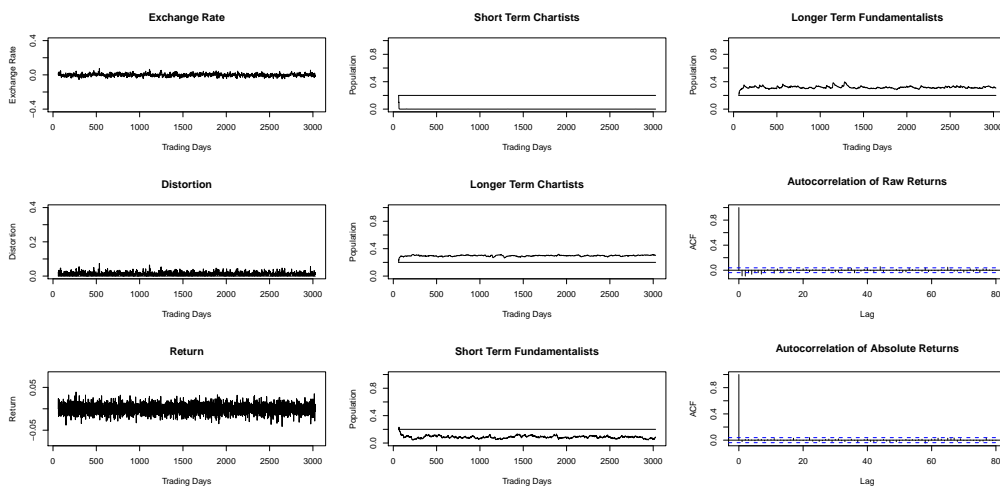 Exchange Rate
Exchange Rate
0.4
0.0
-0.4
0 500 1000 1500 2000 2500 3000
Trading Days
Short Term Chartists
Population
0.8
0.4
0.0
0 500 1000 1500 2000 2500 3000
Trading Days
Longer Term Fundamentalists
Population
0.8
0.4
0.0
0 500 1000 1500 2000 2500 3000
Trading Days
Distortion
Distortion
0.4
0.2
0.0
0 500 1000 1500 2000 2500 3000
Trading Days
Longer Term Chartists
Population
0.8
0.4
0.0
0 500 1000 1500 2000 2500 3000
Trading Days
Autocorrelation of Raw Returns
ACF
0.8
0.4
0.0
0 20 40 60 80
Lag
Return
Return
0.05
−0.05
0 500 1000 1500 2000 2500 3000
Trading Days
Short Term Fundamentalists
Population
0.8
0.4
0.0
0 500 1000 1500 2000 2500 3000
Trading Days
Autocorrelation of Absolute Returns
ACF
0.8
0.4
0.0
0 20 40 60 80
Lag